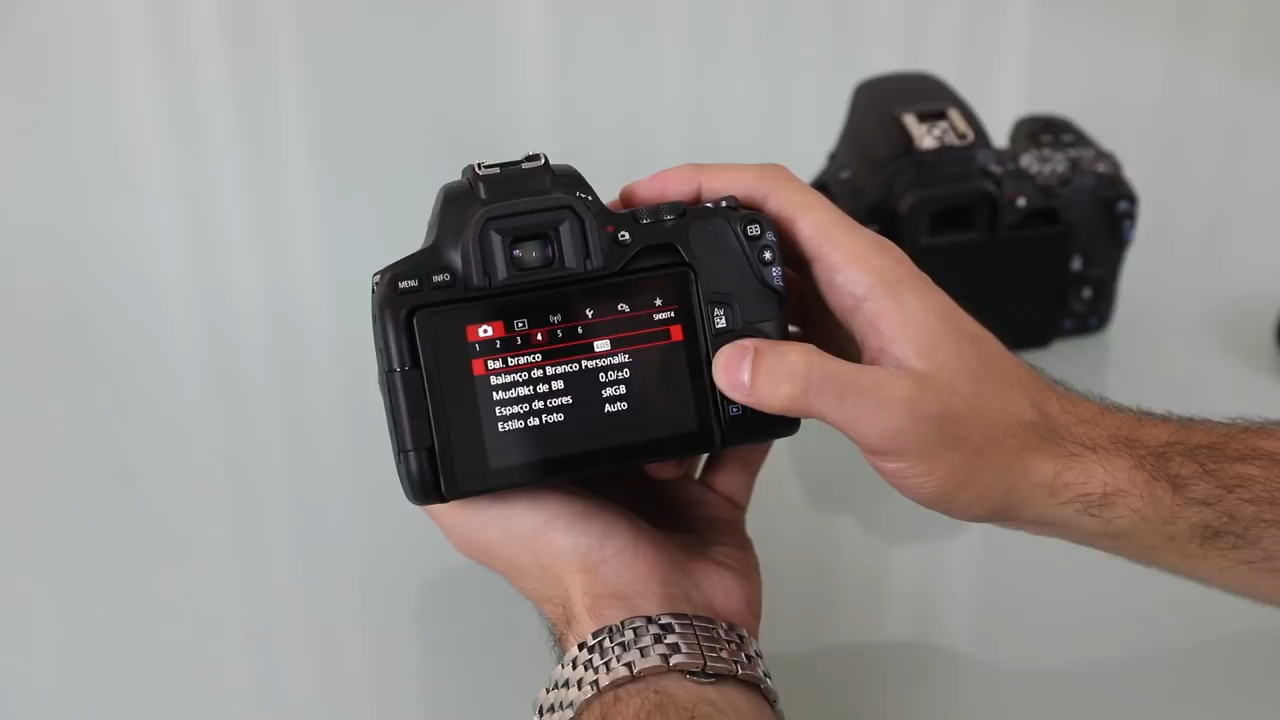 MENU INFO
SHOOT4
1 2 3 4 5 6
Bal. branco AWB
Balanço de Branco Personaliz.
Mud/Bkt de BB 0,0/±0
Espaço de cores sRGB
Estilo da Foto Auto
Av